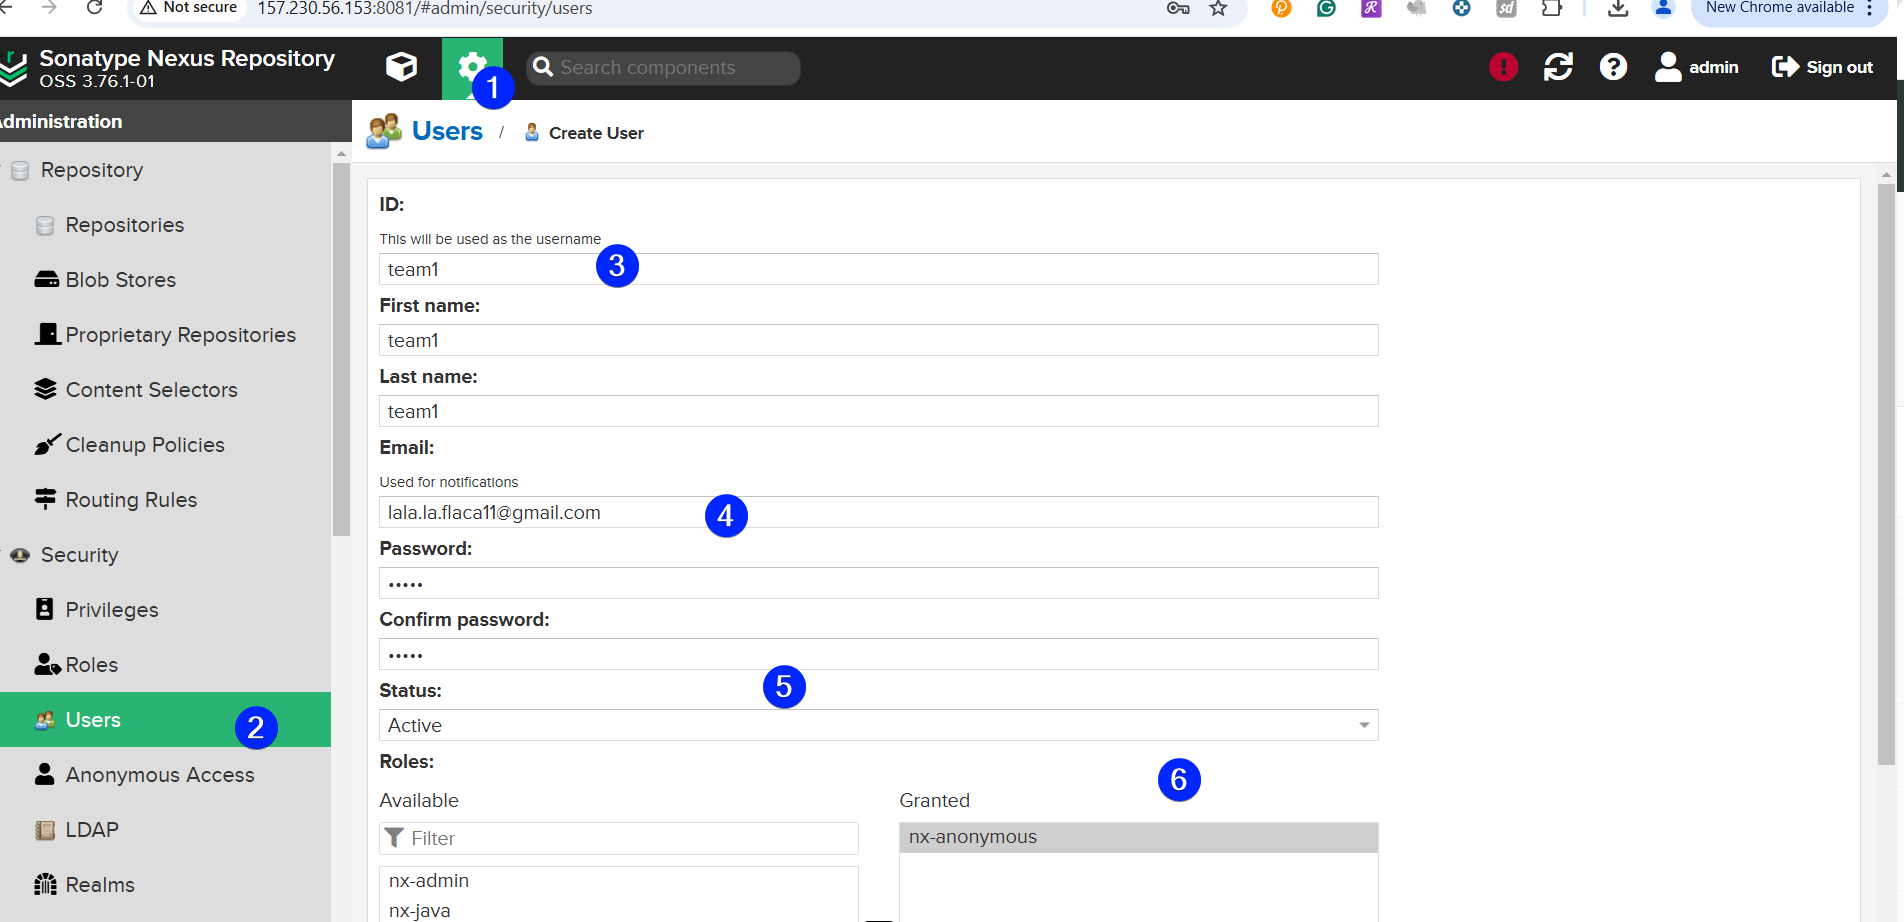 Not secure
157.230.56.153:8081/#admin/security/users
New Chrome available
Sonatype Nexus Repository
OSS 3.76.1-01
1
Search components
admin
Sign out
Administration
Users / Create User
Repository
Repositories
Blob Stores
Proprietary Repositories
Content Selectors
Cleanup Policies
Routing Rules
Security
Privileges
Roles
Users
2
Anonymous Access
LDAP
Realms
ID:
This will be used as the username
team1
3
First name:
team1
Last name:
team1
Email:
Used for notifications
lala.la.flaca11@gmail.com
4
Password:
•••••
Confirm password:
•••••
Status:
5
Active
Roles:
6
Available
Filter
nx-admin
nx-java
Granted
nx-anonymous